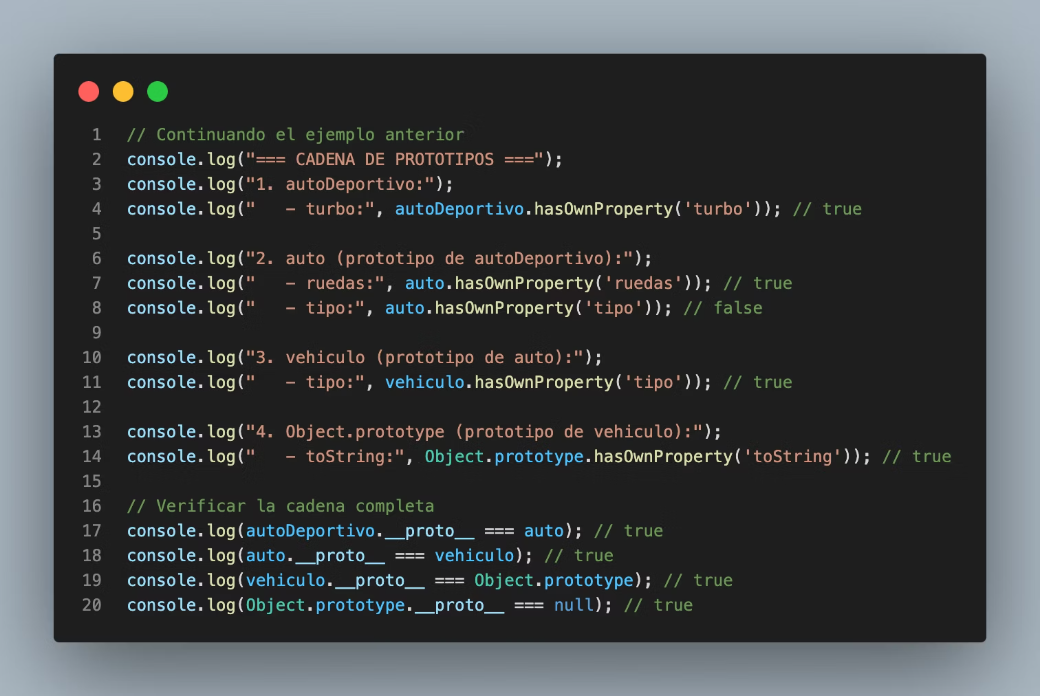 1 // Continuando el ejemplo anterior
2 console.log("=== CADENA DE PROTOTIPOS ===");
3 console.log("1. autoDeportivo:");
4 console.log("   - turbo:", autoDeportivo.hasOwnProperty('turbo')); // true
5
6 console.log("2. auto (prototipo de autoDeportivo):");
7 console.log("   - ruedas:", auto.hasOwnProperty('ruedas')); // true
8 console.log("   - tipo:", auto.hasOwnProperty('tipo')); // false
9
10 console.log("3. vehiculo (prototipo de auto):");
11 console.log("   - tipo:", vehiculo.hasOwnProperty('tipo')); // true
12
13 console.log("4. Object.prototype (prototipo de vehiculo):");
14 console.log("   - toString:", Object.prototype.hasOwnProperty('toString')); // true
15
16 // Verificar la cadena completa
17 console.log(autoDeportivo.__proto__ === auto); // true
18 console.log(auto.__proto__ === vehiculo); // true
19 console.log(vehiculo.__proto__ === Object.prototype); // true
20 console.log(Object.prototype.__proto__ === null); // true